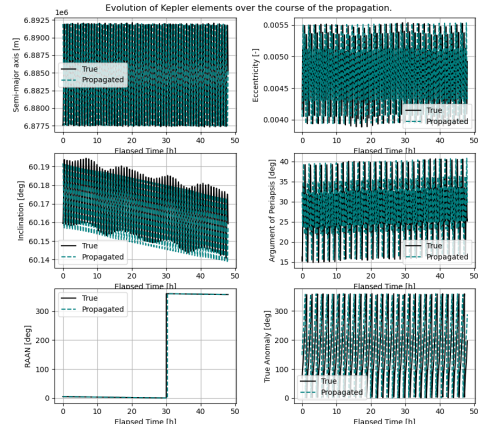 Evolution of Kepler elements over the course of the propagation.
1e6
6.8925
6.8900
6.8875
6.8850
6.8825
6.8800
6.8775
Semi-major axis [m]
True
Propagated
0 10 20 30 40 50
Elapsed Time [h]
0.0055
0.0050
0.0045
0.0040
Eccentricity [-]
True
Propagated
0 10 20 30 40 50
Elapsed Time [h]
60.19
60.18
60.17
60.16
60.15
60.14
Inclination [deg]
True
Propagated
0 10 20 30 40 50
Elapsed Time [h]
40
35
30
25
20
15
Argument of Periapsis [deg]
True
Propagated
0 10 20 30 40 50
Elapsed Time [h]
300
200
100
0
RAAN [deg]
True
Propagated
0 10 20 30 40 50
Elapsed Time [h]
300
200
100
0
True Anomaly [deg]
True
Propagated
0 10 20 30 40 50
Elapsed Time [h]